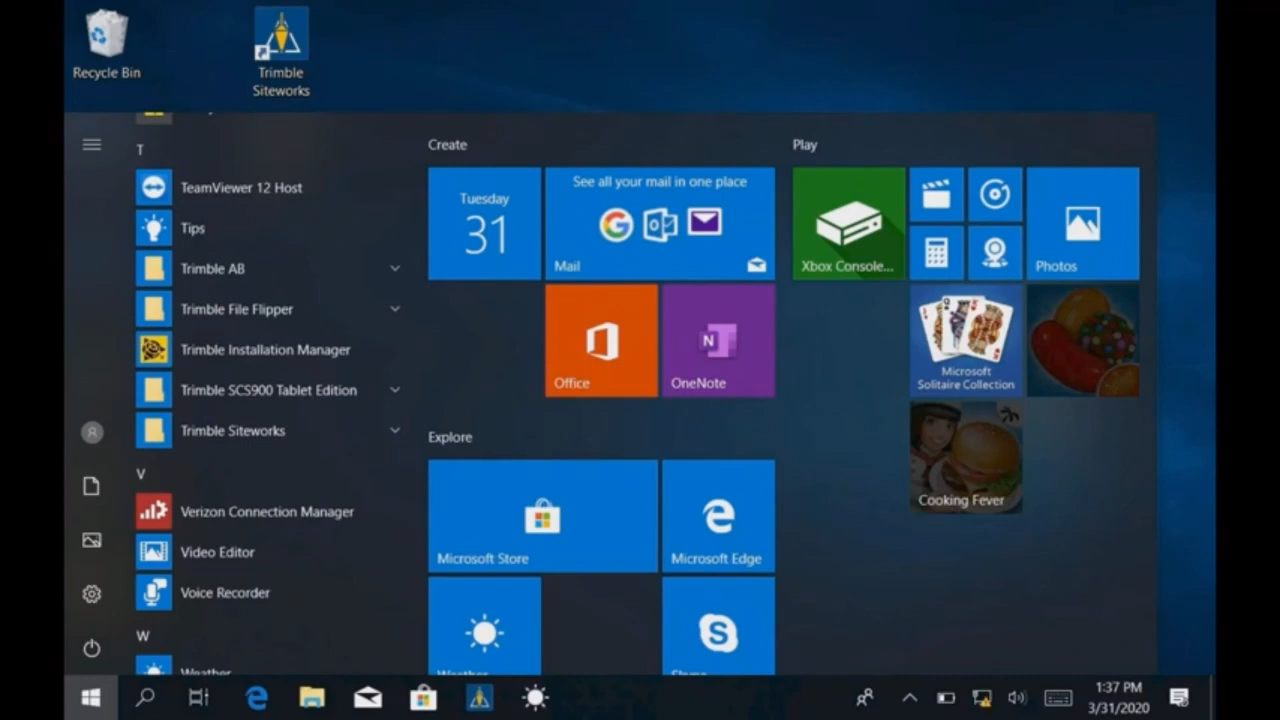 Recycle Bin
Trimble
Siteworks
T
TeamViewer 12 Host
Tips
Trimble AB
Trimble File Flipper
Trimble Installation Manager
Trimble SCS900 Tablet Edition
Trimble Siteworks
V
Verizon Connection Manager
Video Editor
Voice Recorder
W
Weather
Create
Tuesday
31
See all your mail in one place
Mail
Office
OneNote
N
Explore
Microsoft Store
Microsoft Edge
Weather
Skype
Play
Xbox Console...
Photos
Microsoft
Solitaire Collection
Cooking Fever
1:37 PM
3/31/2020